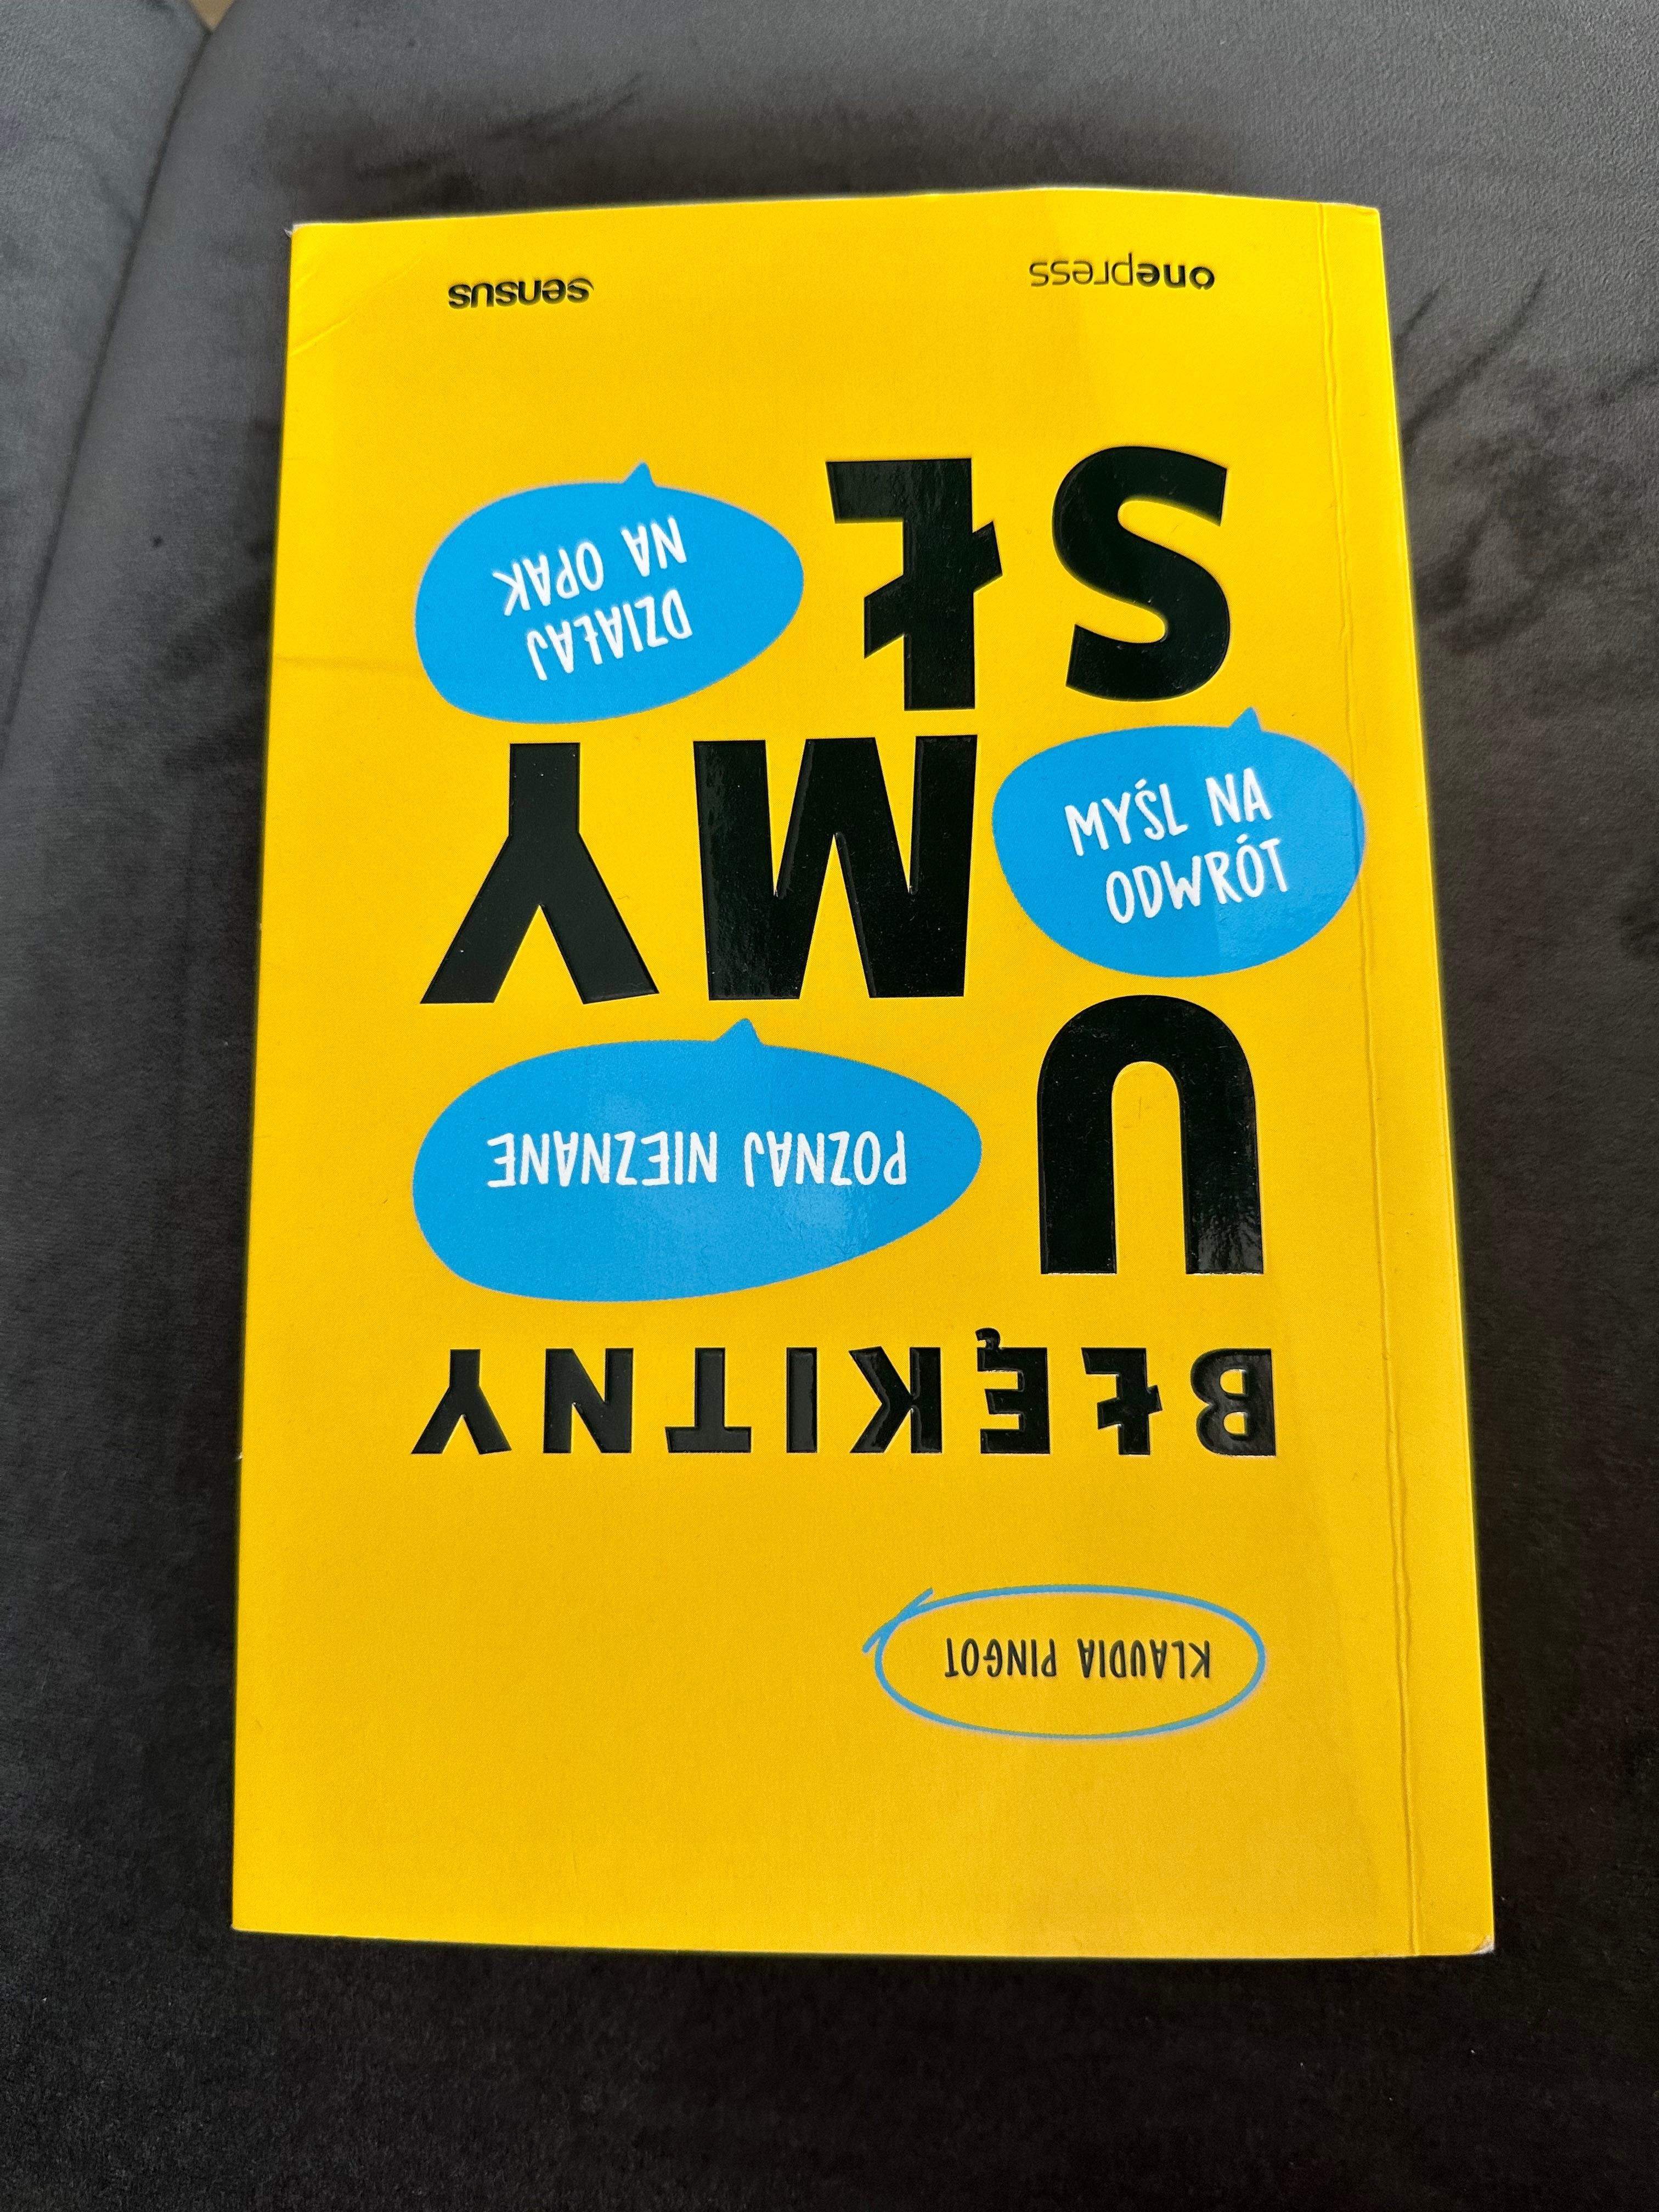 KLAUDIA PINGOT
BŁĘKITNY
U
POZNAJ NIEZNANE
MYŚL NA
ODWRÓT
MY
SŁ
DZIAŁAJ
NA OPAK
onepress
sensus